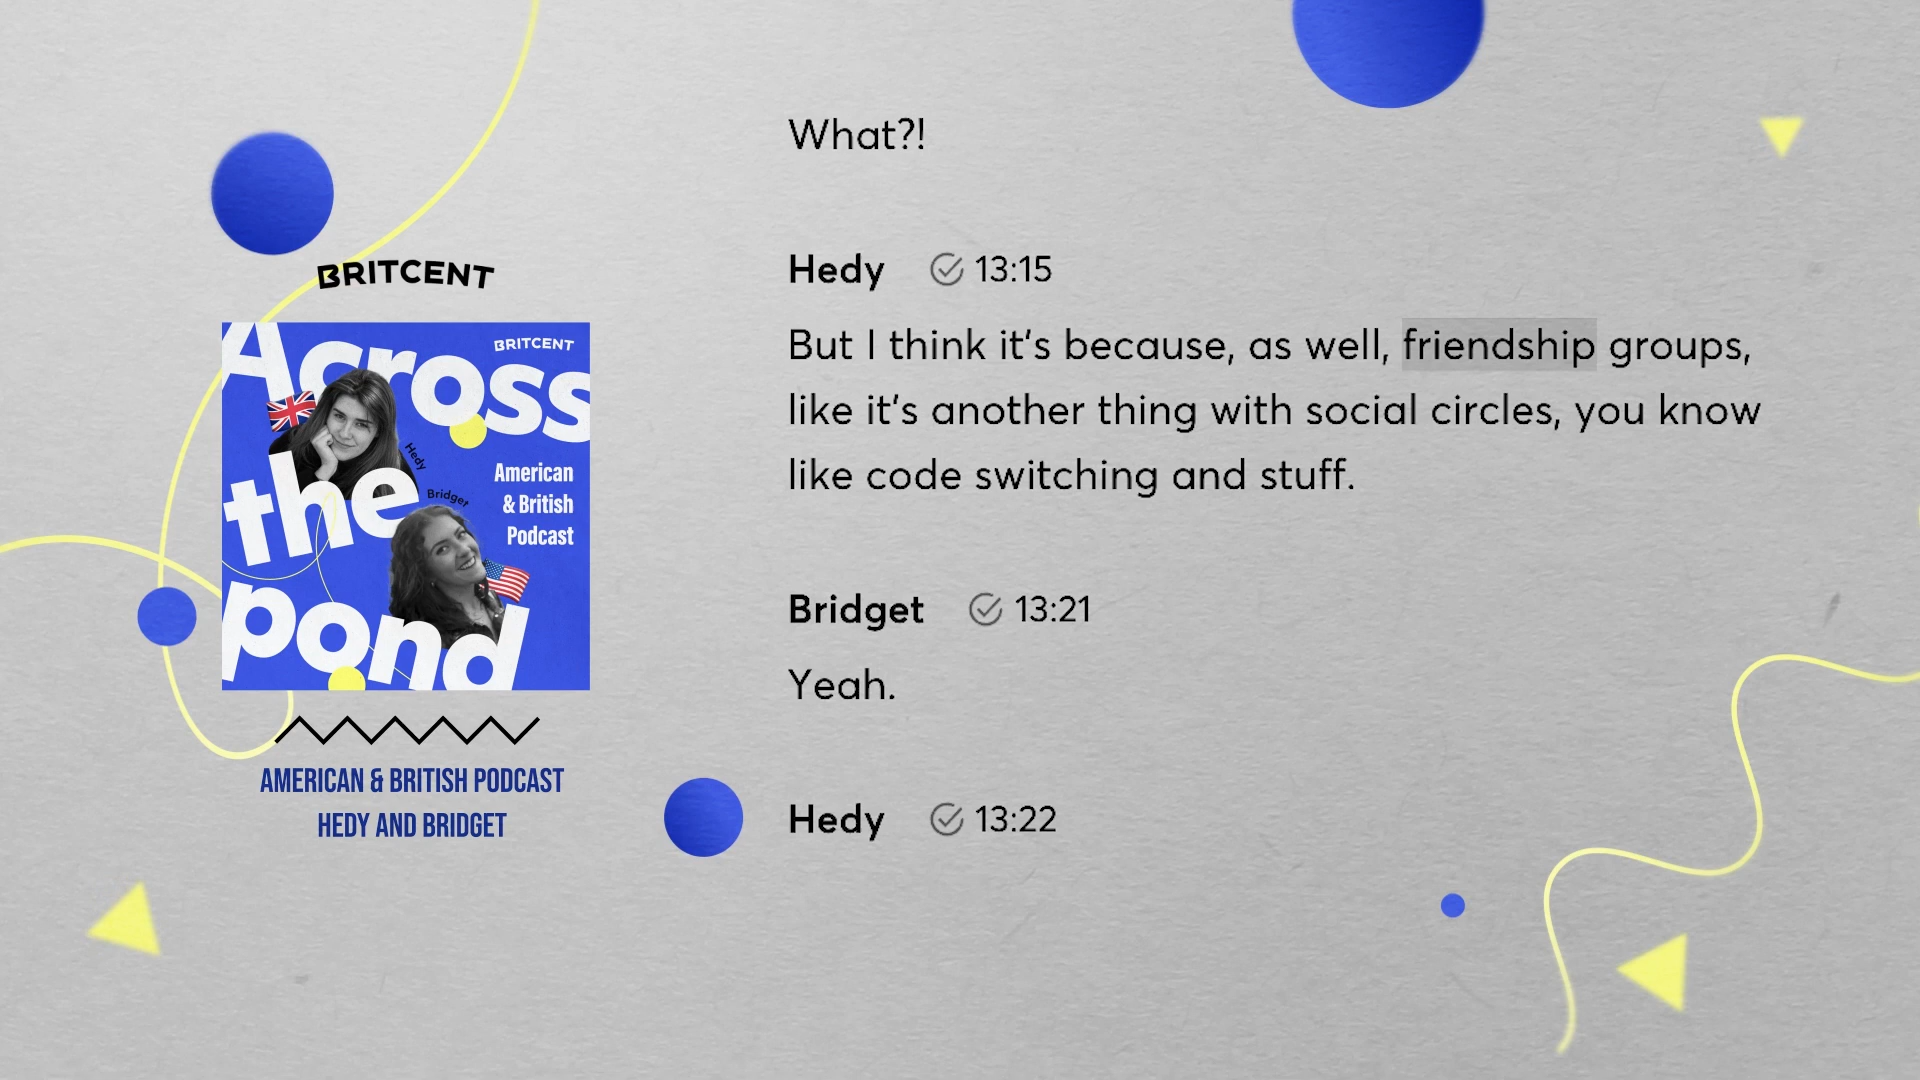 BRITCENT
Across
the
pond
BRITCENT
Hedy
Bridget
American
& British
Podcast
AMERICAN & BRITISH PODCAST
HEDY AND BRIDGET
What?!
Hedy 13:15
But I think it's because, as well, friendship groups,
like it's another thing with social circles, you know
like code switching and stuff.
Bridget 13:21
Yeah.
Hedy 13:22